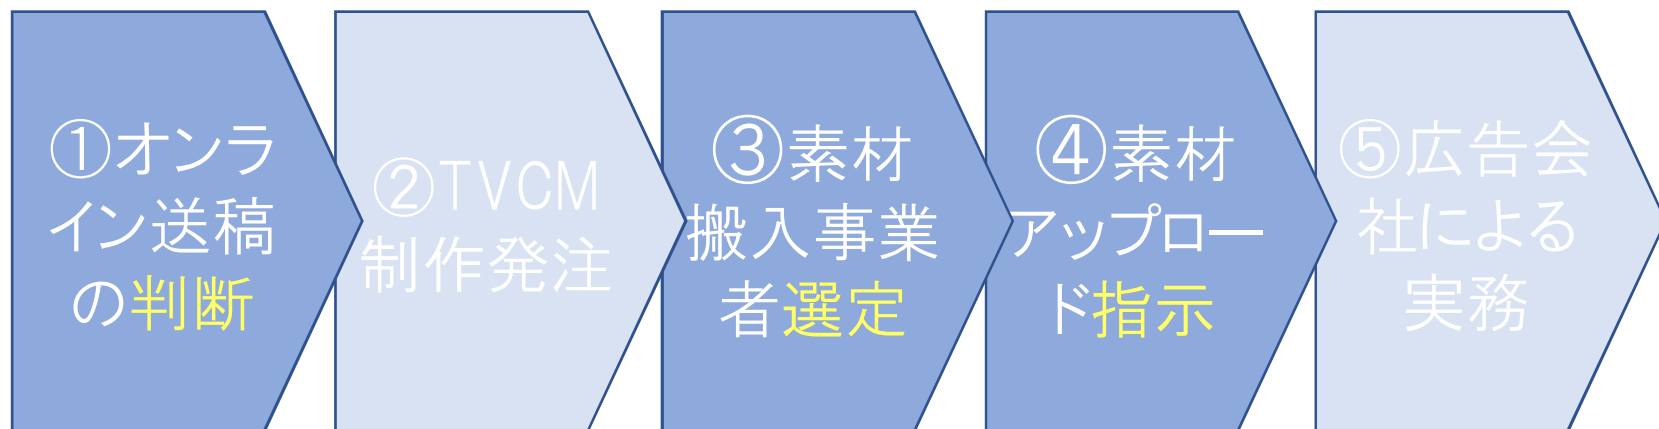 ①オンラ
イン送稿
の判断
②TVCM
制作発注
③素材
搬入事業
者選定
④素材
アップロー
ド指示
⑤広告会
社による
実務